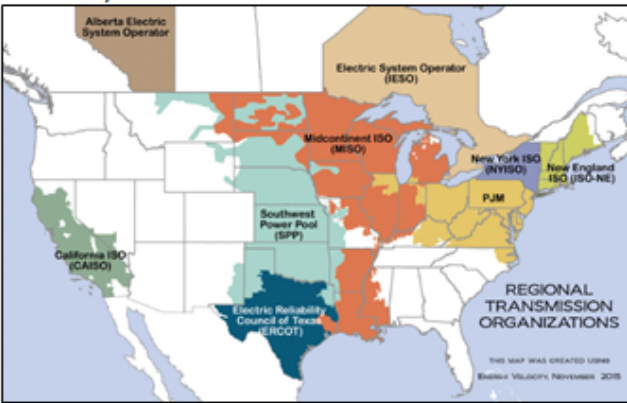 Alberta Electric
System Operator
Electric System Operator
(IESO)
Midcontinent ISO
(MISO)
New York ISO
(NYISO)
New England
ISO (ISO-NE)
PJM
Southwest
Power Pool
(SPP)
California ISO
(CAISO)
Electric Reliability
Council of Texas
(ERCOT)
REGIONAL
TRANSMISSION
ORGANIZATIONS
THIS MAP WAS CREATED USING
ENERGY VELOCITY, NOVEMBER 2015